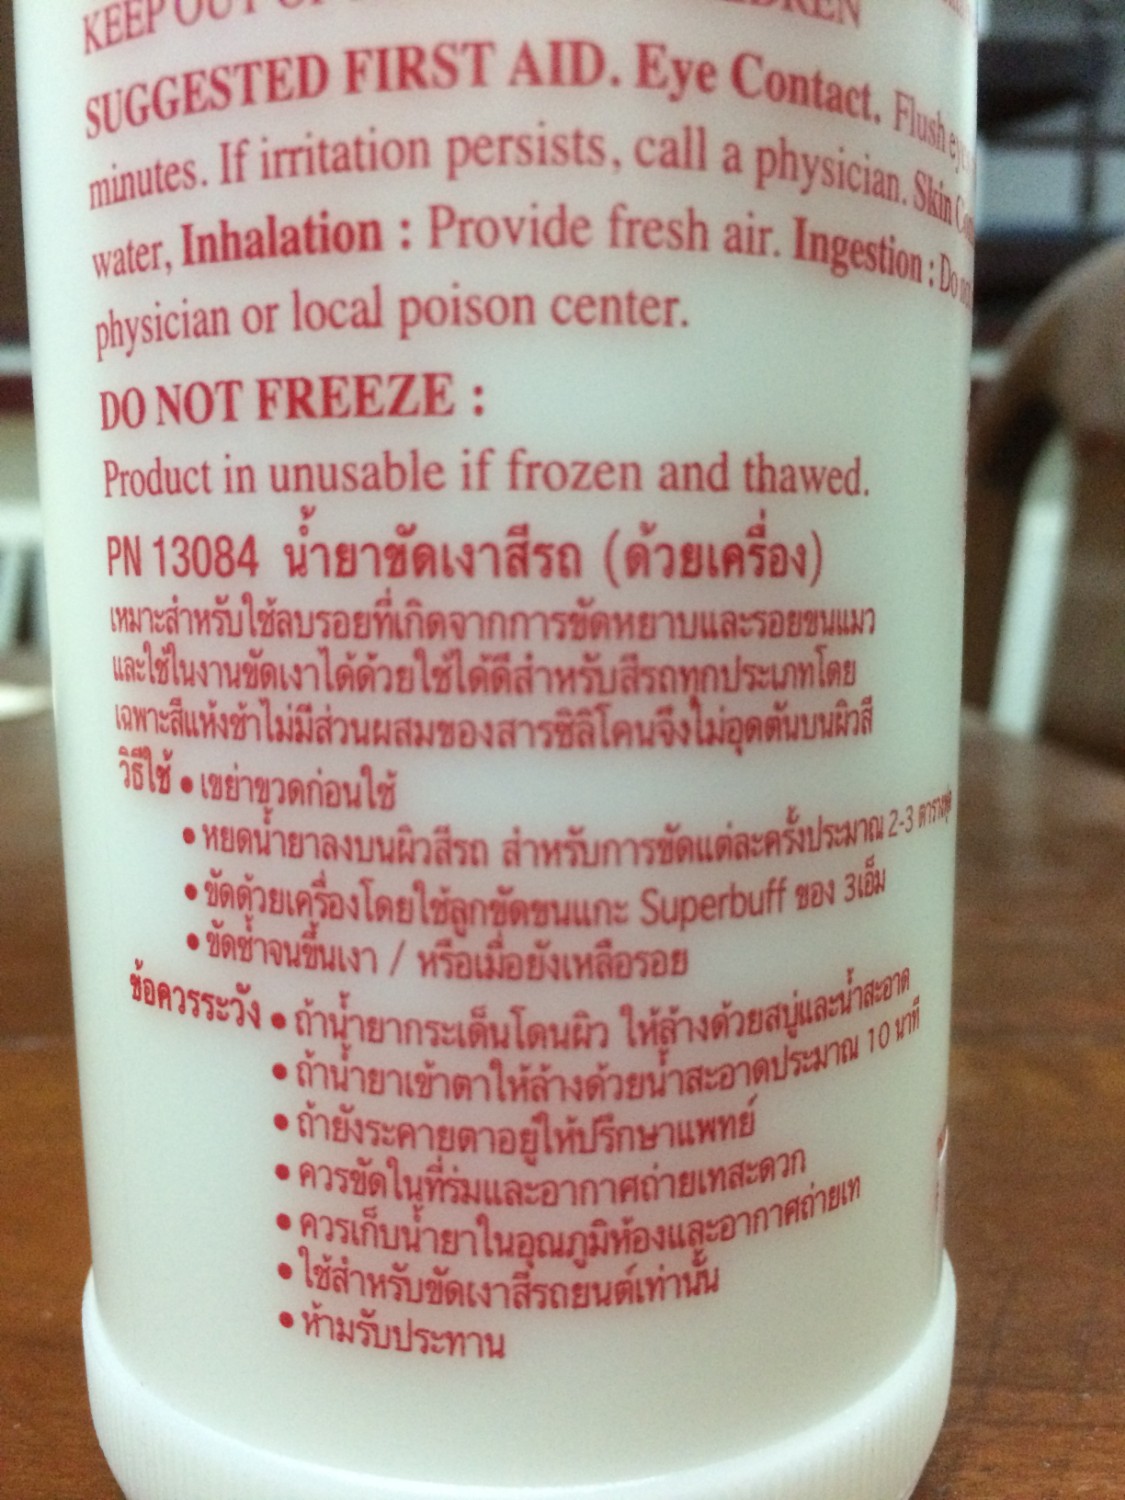 KEEP OUT OF CHILDREN
SUGGESTED FIRST AID. Eye Contact. Flush
minutes. If irritation persists, call a physician. Skin
water, Inhalation : Provide fresh air. Ingestion : Do
physician or local poison center.
DO NOT FREEZE :
Product in unusable if frozen and thawed.
PN 13084 น้ำยาขัดเงาสีรถ (ด้วยเครื่อง)
เหมาะสำหรับใช้ลบรอยที่เกิดจากการขัดหยาบและรอยขนแมว
และใช้ในงานขัดเงาได้ด้วยใช้ได้ดีสำหรับสีรถทุกประเภทโดย
เฉพาะสีแห้งช้าไม่มีส่วนผสมของสารซิลิโคนจึงไม่อุดตันบนผิวสี
วิธีใช้ • เขย่าขวดก่อนใช้
• หยดน้ำยาลงบนผิวสีรถ สำหรับการขัดแต่ละครั้งประมาณ 2-3 ตารางฟุต
• ขัดด้วยเครื่องโดยใช้ลูกขัดขนแกะ Superbuff ของ 3เอ็ม
• ขัดซ้ำจนขึ้นเงา / หรือเมื่อยังเหลือรอย
ข้อควรระวัง • ถ้าน้ำยากระเด็นโดนผิว ให้ล้างด้วยสบู่และน้ำสะอาด
• ถ้าน้ำยาเข้าตาให้ล้างด้วยน้ำสะอาดประมาณ 10 นาที
• ถ้ายังระคายตาอยู่ให้ปรึกษาแพทย์
• ควรขัดในที่ร่มและอากาศถ่ายเทสะดวก
• ควรเก็บน้ำยาในอุณภูมิห้องและอากาศถ่ายเท
• ใช้สำหรับขัดเงาสีรถยนต์เท่านั้น
• ห้ามรับประทาน